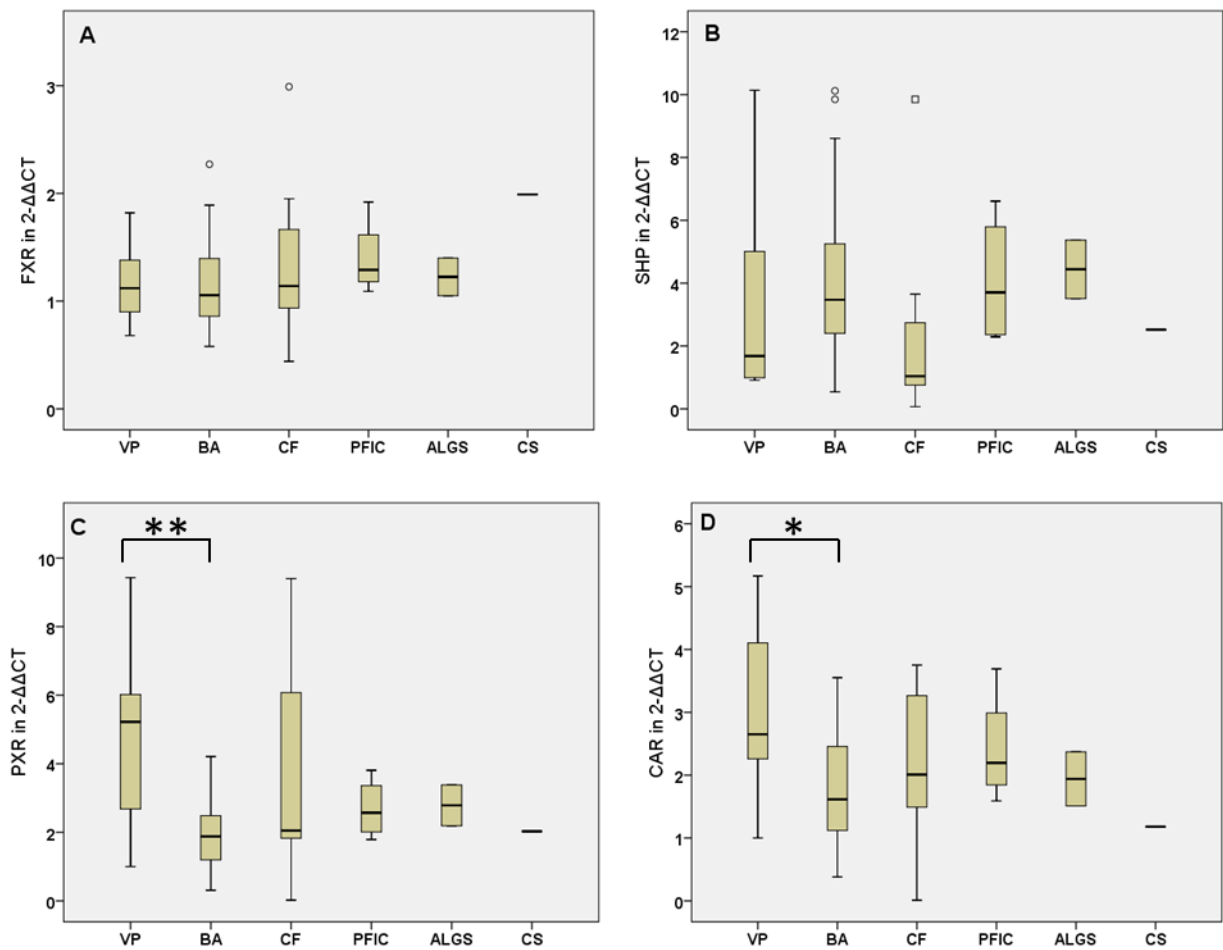 A
FXR in 2-ΔΔCT
3
2
1
0
VP BA CF PFIC ALGS CS
B
SHP in 2-ΔΔCT
12
10
8
6
4
2
0
VP BA CF PFIC ALGS CS
C
**
PXR in 2-ΔΔCT
10
8
6
4
2
0
VP BA CF PFIC ALGS CS
D
*
CAR in 2-ΔΔCT
6
5
4
3
2
1
0
VP BA CF PFIC ALGS CS